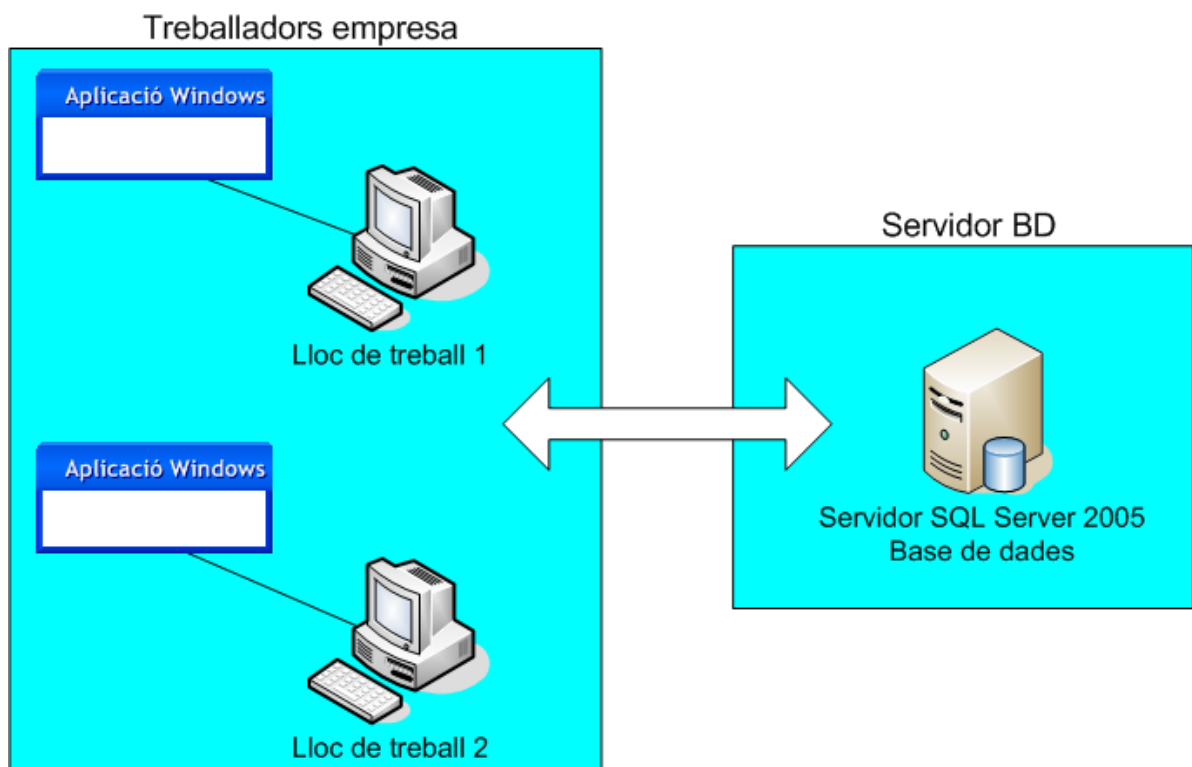 Treballadors empresa
Aplicació Windows
Lloc de treball 1
Aplicació Windows
Lloc de treball 2
Servidor BD
Servidor SQL Server 2005
Base de dades